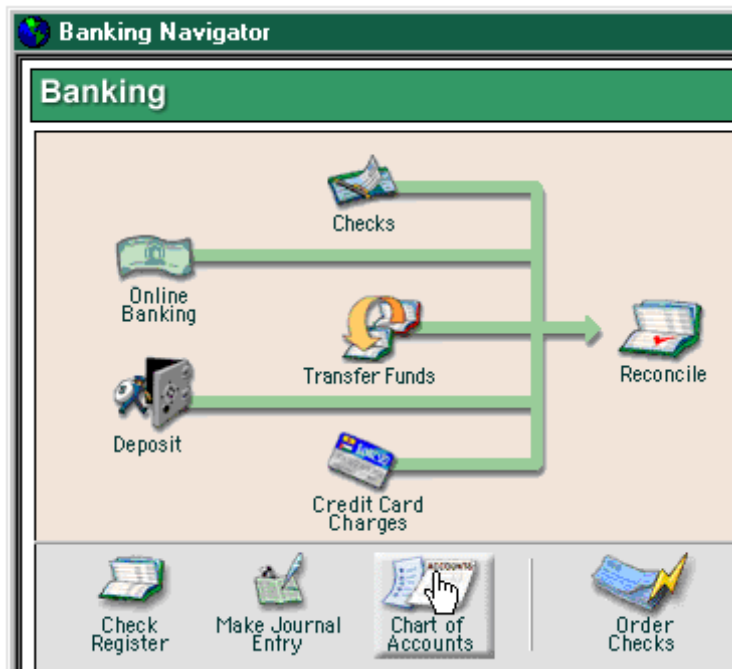 Banking Navigator
Banking
Checks
Online
Banking
Transfer Funds
Reconcile
Deposit
Credit Card
Charges
ACCOUNTS
Check
Register
Make Journal
Entry
Chart of
Accounts
Order
Checks